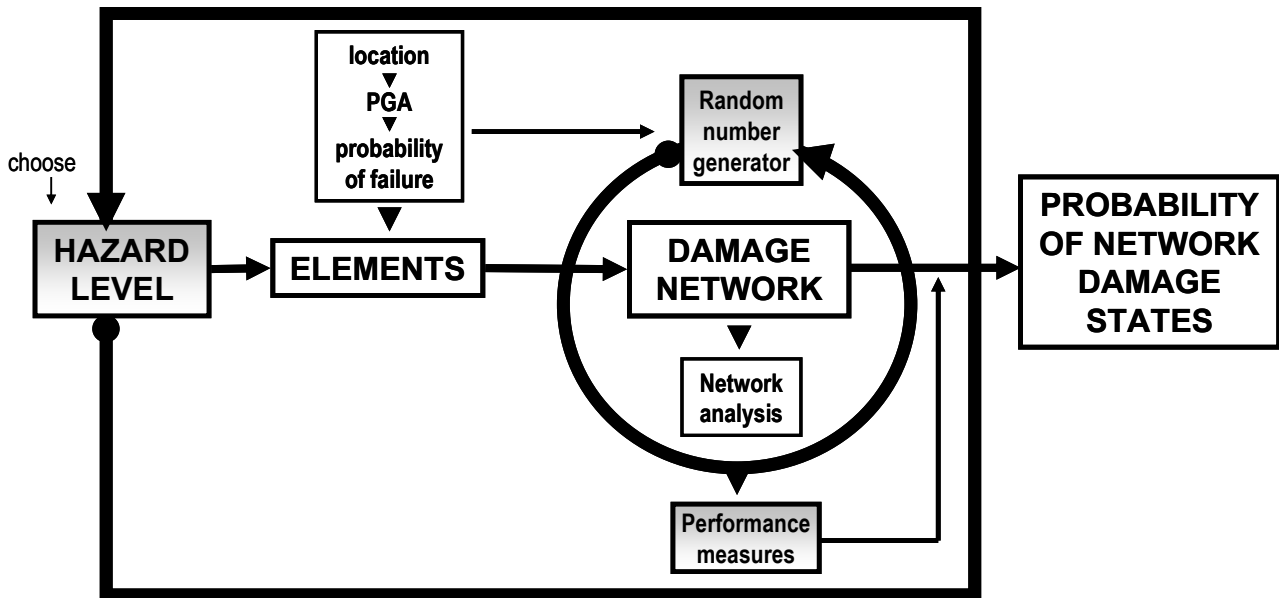 location
PGA
probability
of failure
Random
number
generator
choose
HAZARD
LEVEL
ELEMENTS
DAMAGE
NETWORK
PROBABILITY
OF NETWORK
DAMAGE
STATES
Network
analysis
Performance
measures